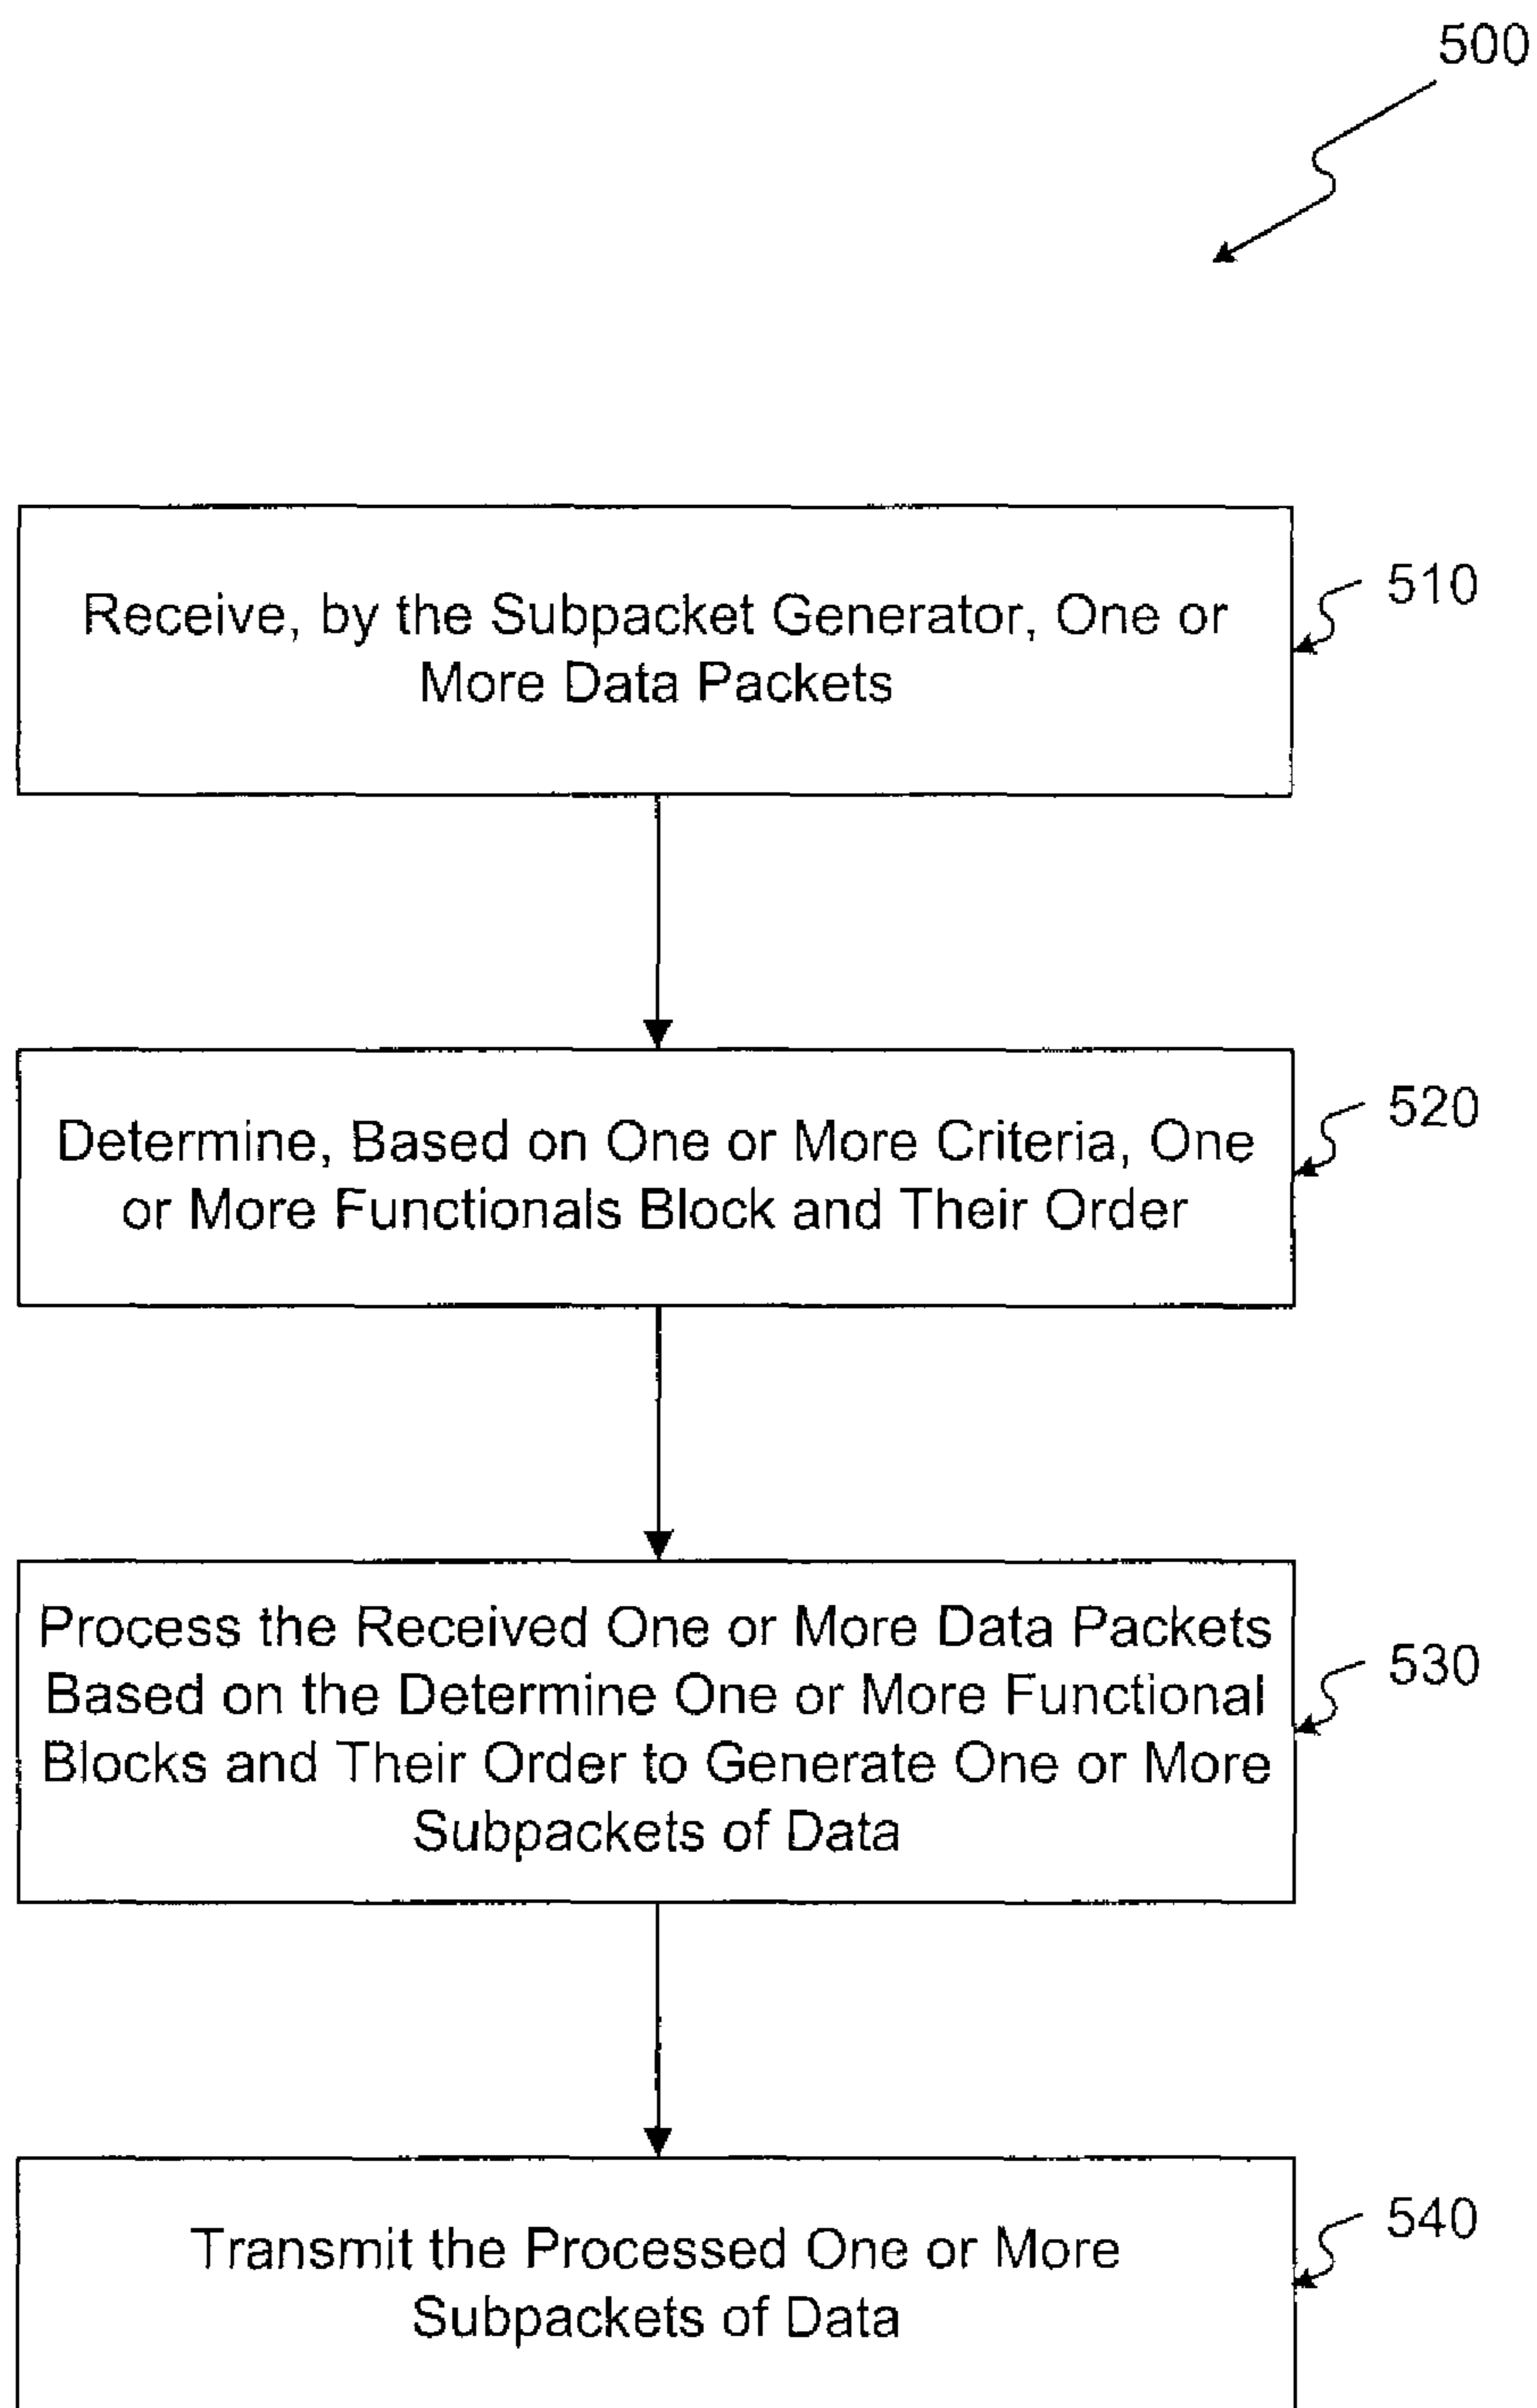 500
Receive, by the Subpacket Generator, One or
More Data Packets
510
Determine, Based on One or More Criteria, One
or More Functionals Block and Their Order
520
Process the Received One or More Data Packets
Based on the Determine One or More Functional
Blocks and Their Order to Generate One or More
Subpackets of Data
530
Transmit the Processed One or More
Subpackets of Data
540